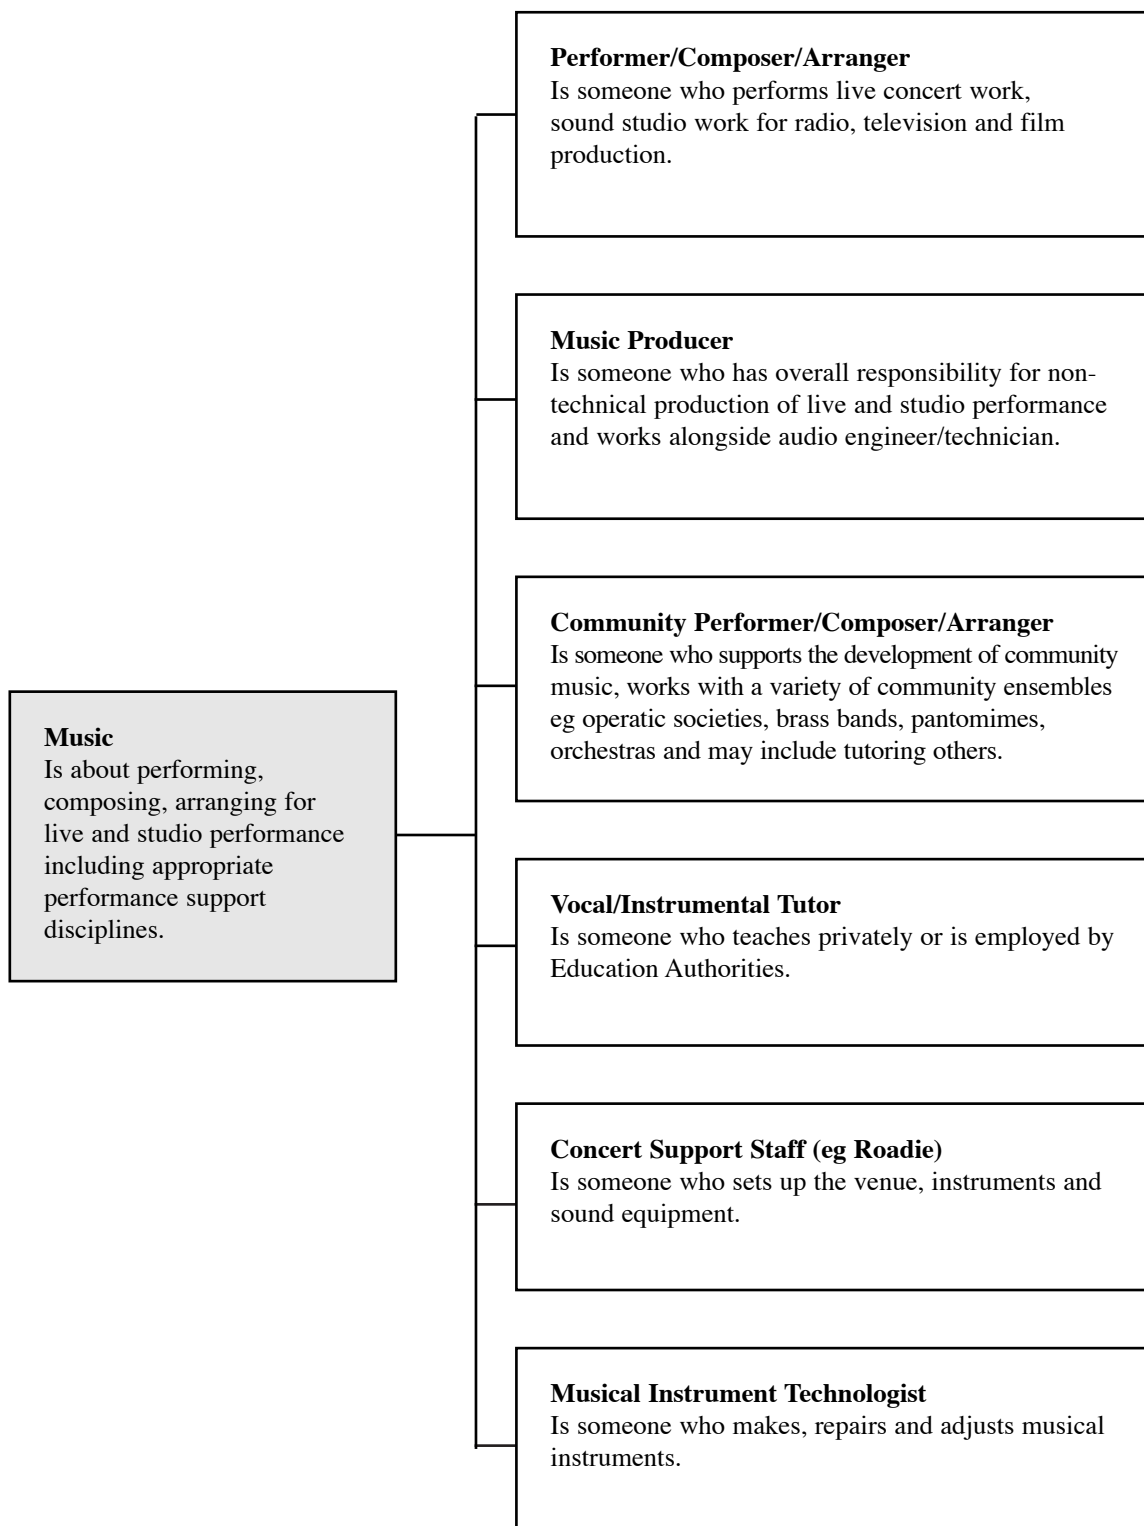 Performer/Composer/Arranger
Is someone who performs live concert work,
sound studio work for radio, television and film
production.
Music Producer
Is someone who has overall responsibility for non-
technical production of live and studio performance
and works alongside audio engineer/technician.
Community Performer/Composer/Arranger
Is someone who supports the development of community
music, works with a variety of community ensembles
eg operatic societies, brass bands, pantomimes,
orchestras and may include tutoring others.
Music
Is about performing,
composing, arranging for
live and studio performance
including appropriate
performance support
disciplines.
Vocal/Instrumental Tutor
Is someone who teaches privately or is employed by
Education Authorities.
Concert Support Staff (eg Roadie)
Is someone who sets up the venue, instruments and
sound equipment.
Musical Instrument Technologist
Is someone who makes, repairs and adjusts musical
instruments.